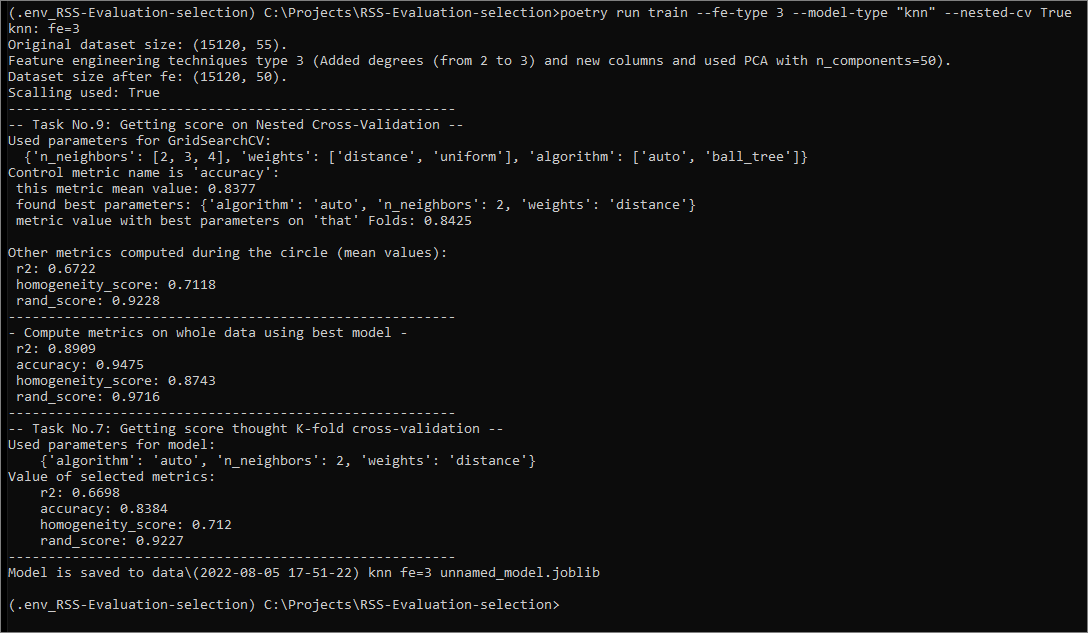 (.env_RSS-Evaluation-selection) C:\Projects\RSS-Evaluation-selection>poetry run train --fe-type 3 --model-type "knn" --nested-cv True
knn: fe=3
Original dataset size: (15120, 55).
Feature engineering techniques type 3 (Added degrees (from 2 to 3) and new columns and used PCA with n_components=50).
Dataset size after fe: (15120, 50).
Scalling used: True
--------------------------------------------------------
-- Task No.9: Getting score on Nested Cross-Validation --
Used parameters for GridSearchCV:
  {'n_neighbors': [2, 3, 4], 'weights': ['distance', 'uniform'], 'algorithm': ['auto', 'ball_tree']}
Control metric name is 'accuracy':
 this metric mean value: 0.8377
 found best parameters: {'algorithm': 'auto', 'n_neighbors': 2, 'weights': 'distance'}
 metric value with best parameters on 'that' Folds: 0.8425

Other metrics computed during the circle (mean values):
 r2: 0.6722
 homogeneity_score: 0.7118
 rand_score: 0.9228
--------------------------------------------------------
- Compute metrics on whole data using best model -
 r2: 0.8909
 accuracy: 0.9475
 homogeneity_score: 0.8743
 rand_score: 0.9716
--------------------------------------------------------
-- Task No.7: Getting score thought K-fold cross-validation --
Used parameters for model:
    {'algorithm': 'auto', 'n_neighbors': 2, 'weights': 'distance'}
Value of selected metrics:
    r2: 0.6698
    accuracy: 0.8384
    homogeneity_score: 0.712
    rand_score: 0.9227
--------------------------------------------------------
Model is saved to data\(2022-08-05 17-51-22) knn fe=3 unnamed_model.joblib

(.env_RSS-Evaluation-selection) C:\Projects\RSS-Evaluation-selection>